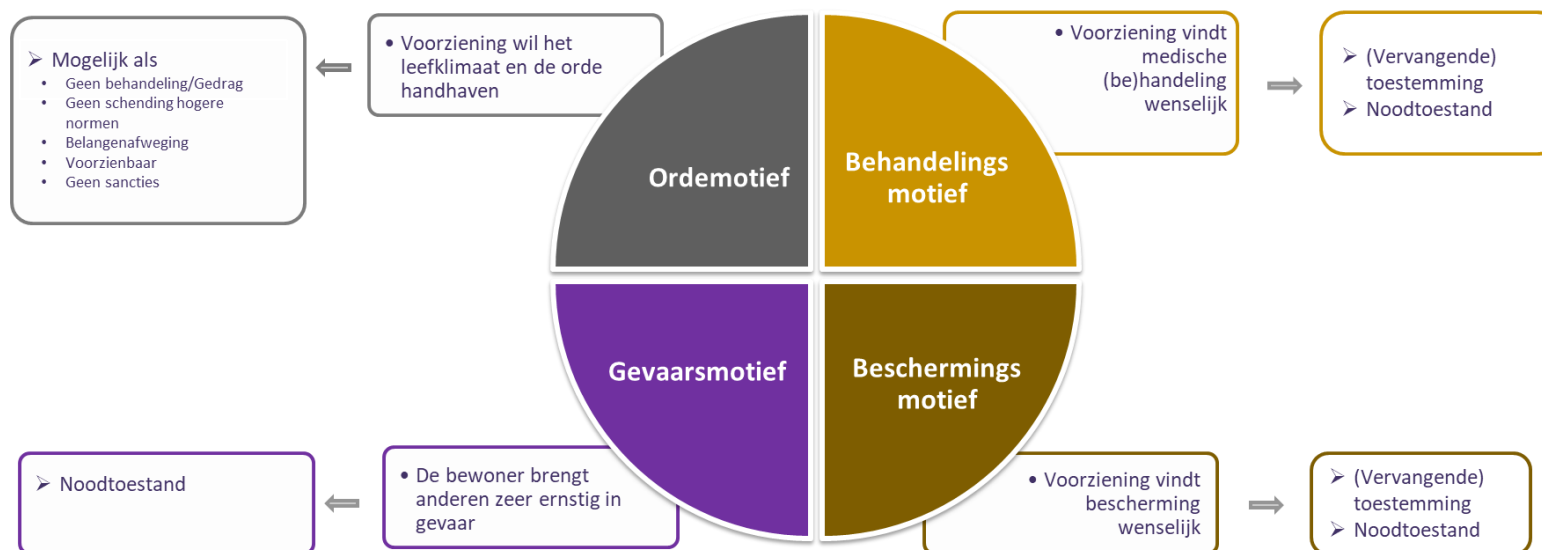 ➢ Mogelijk als
• Geen behandeling/Gedrag
• Geen schending hogere
normen
• Belangenafweging
• Voorzienbaar
• Geen sancties
• Voorziening wil het
leefklimaat en de orde
handhaven
Ordemotief
Behandelings
motief
• Voorziening vindt
medische
(be)handeling
wenselijk
➢ (Vervangende)
toestemming
➢ Noodtoestand
➢ Noodtoestand
• De bewoner brengt
anderen zeer ernstig in
gevaar
Gevaarsmotief
Beschermings
motief
• Voorziening vindt
bescherming
wenselijk
➢ (Vervangende)
toestemming
➢ Noodtoestand